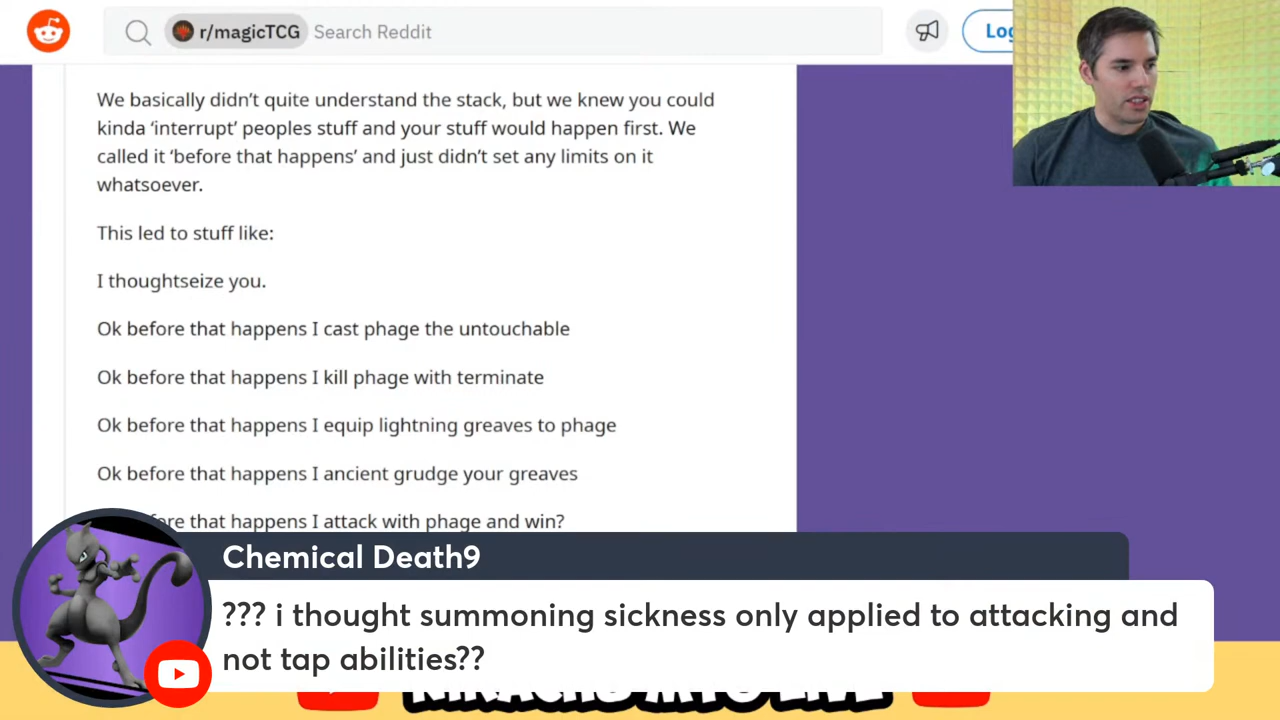 r/magicTCG Search Reddit
We basically didn't quite understand the stack, but we knew you could
kinda 'interrupt' peoples stuff and your stuff would happen first. We
called it 'before that happens' and just didn't set any limits on it
whatsoever.
This led to stuff like:
I thoughtseize you.
Ok before that happens I cast phage the untouchable
Ok before that happens I kill phage with terminate
Ok before that happens I equip lightning greaves to phage
Ok before that happens I ancient grudge your greaves
that happens I attack with phage and win?
Chemical Death9
??? i thought summoning sickness only applied to attacking and
not tap abilities??